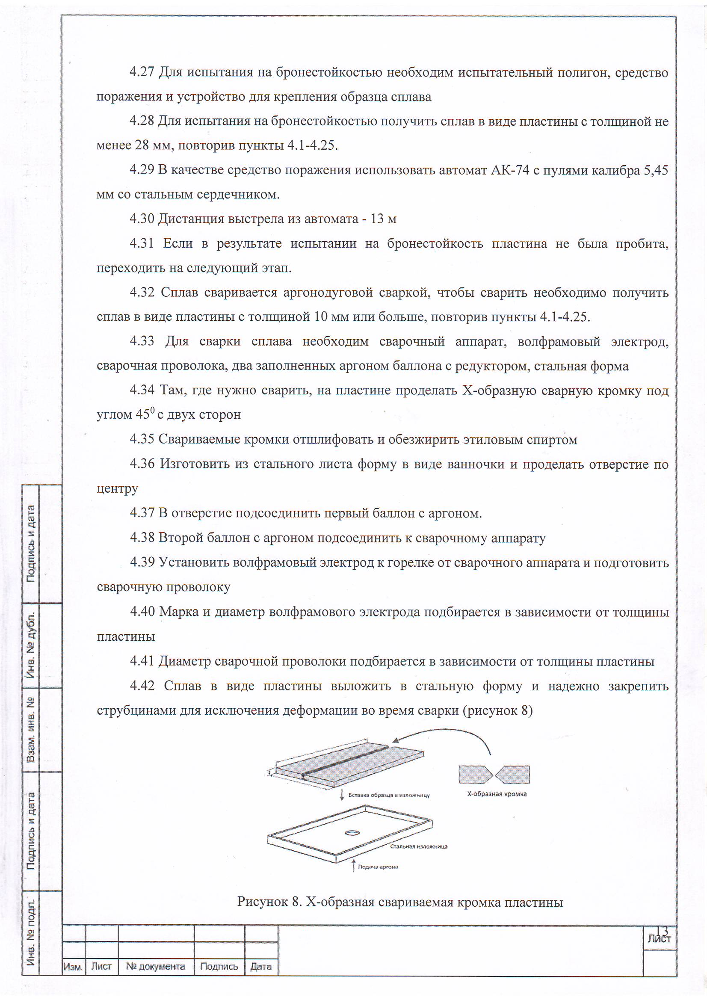 4.27 Для испытания на бронестойкостью необходим испытательный полигон, средство
поражения и устройство для крепления образца сплава
4.28 Для испытания на бронестойкостью получить сплав в виде пластины с толщиной не
менее 28 мм, повторив пункты 4.1-4.25.
4.29 В качестве средство поражения использовать автомат АК-74 с пулями калибра 5,45
мм со стальным сердечником.
4.30 Дистанция выстрела из автомата - 13 м
4.31 Если в результате испытании на бронестойкость пластина не была пробита,
переходить на следующий этап.
4.32 Сплав сваривается аргонодуговой сваркой, чтобы сварить необходимо получить
сплав в виде пластины с толщиной 10 мм или больше, повторив пункты 4.1-4.25.
4.33 Для сварки сплава необходим сварочный аппарат, волфрамовый электрод,
сварочная проволока, два заполненных аргоном баллона с редуктором, стальная форма
4.34 Там, где нужно сварить, на пластине проделать Х-образную сварную кромку под
углом 45⁰ с двух сторон
4.35 Свариваемые кромки отшлифовать и обезжирить этиловым спиртом
4.36 Изготовить из стального листа форму в виде ванночки и проделать отверстие по
центру
4.37 В отверстие подсоединить первый баллон с аргоном.
4.38 Второй баллон с аргоном подсоединить к сварочному аппарату
4.39 Установить волфрамовый электрод к горелке от сварочного аппарата и подготовить
сварочную проволоку
4.40 Марка и диаметр волфрамового электрода подбирается в зависимости от толщины
пластины
4.41 Диаметр сварочной проволоки подбирается в зависимости от толщины пластины
4.42 Сплав в виде пластины выложить в стальную форму и надежно закрепить
струбцинами для исключения деформации во время сварки (рисунок 8)
Вставка образца в изложницу
Х-образная кромка
Стальная изложница
Подача аргона
Рисунок 8. Х-образная свариваемая кромка пластины
Подпись и дата
Инв. № дубл.
Взам. инв. №
Подпись и дата
Инв. № подп.
Изм. Лист № документа Подпись Дата
Лист
13